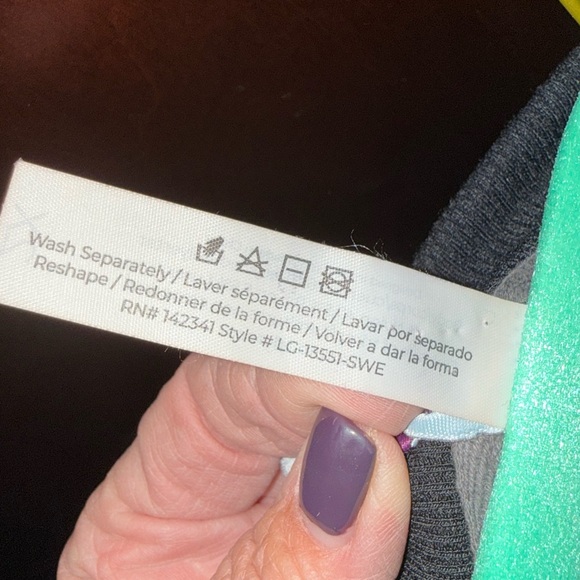 Wash Separately / Laver séparément / Lavar por separado
Reshape / Redonner de la forme / Volver a dar la forma
RN# 142341 Style # LG-13551-SWE